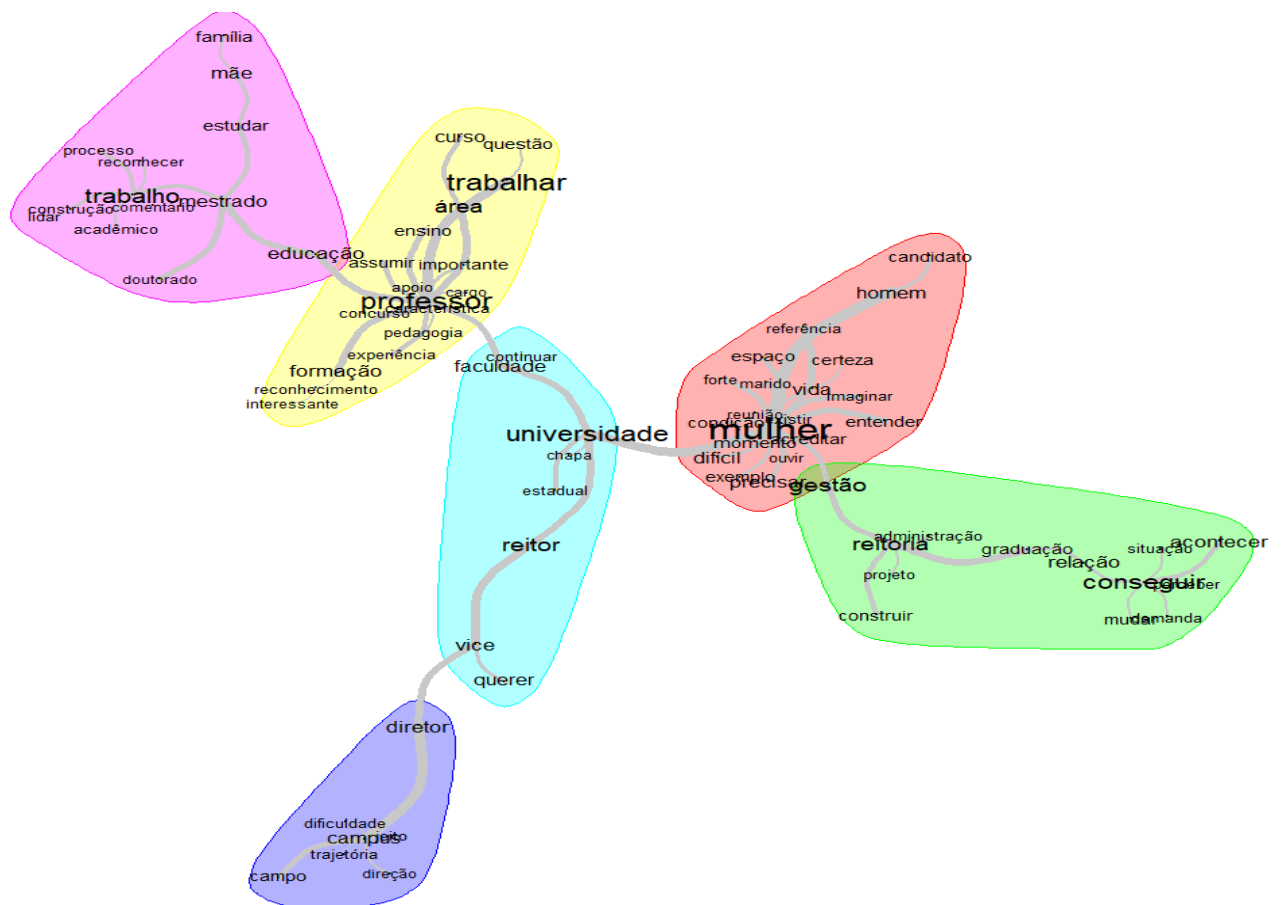 família
mãe
estudar
processo
reconhecer
trabalho
mestrado
construção
comentário
lidar
acadêmico
educação
doutorado
curso
questão
trabalhar
área
ensino
assumir
importante
apoio
cargo
professor
característica
concurso
pedagogia
experiência
formação
reconhecimento
interessante
continuar
faculdade
universidade
chapa
estadual
reitor
vice
querer
diretor
dificuldade
campus
trajetória
campo
direção
candidato
homem
referência
espaço
certeza
forte
marido
vida
imaginar
reunião
existir
condição
entender
mulher
momento
acreditar
difícil
ouvir
exemplo
precisar
gestão
administração
reitoria
graduação
situação
acontecer
relação
projeto
conseguir
perceber
construir
mudar
demanda